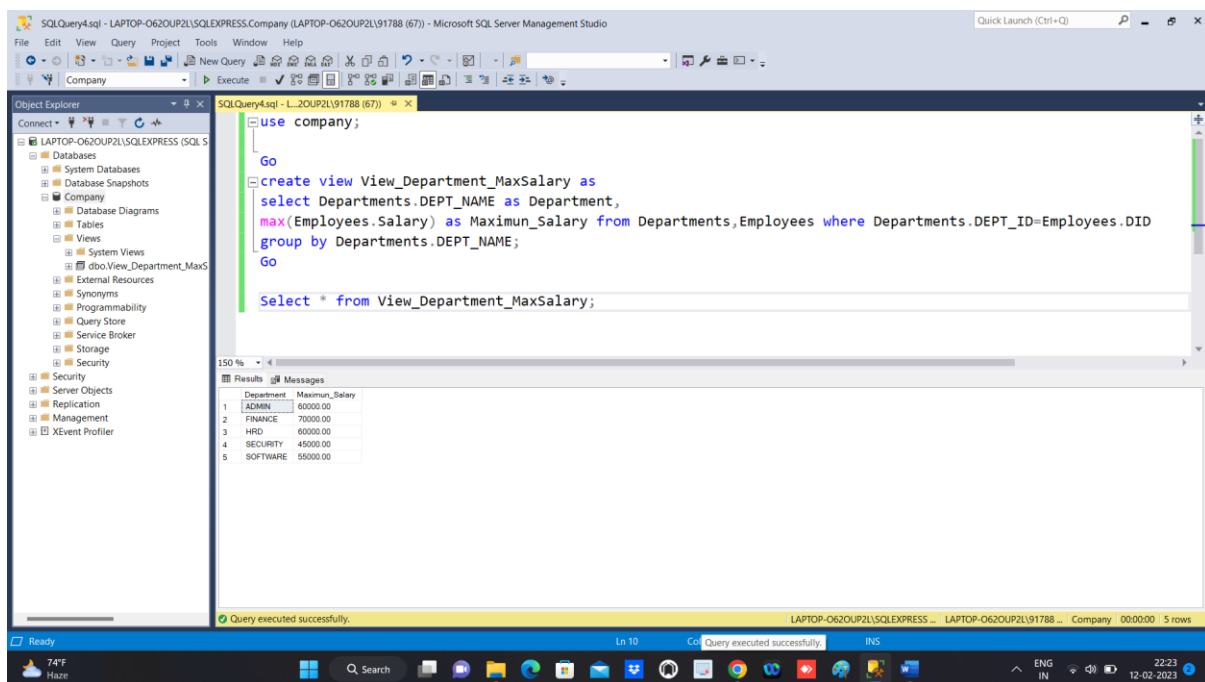 SQLQuery4.sql - LAPTOP-O62OUP2L\SQLEXPRESS.Company (LAPTOP-O62OUP2L\91788 (67)) - Microsoft SQL Server Management Studio
Quick Launch (Ctrl+Q)
File Edit View Query Project Tools Window Help
New Query
Company
Execute
Object Explorer
SQLQuery4.sql - L...2OUP2L\91788 (67))
Connect
LAPTOP-O62OUP2L\SQLEXPRESS (SQL S
Databases
System Databases
Database Snapshots
Company
Database Diagrams
Tables
Views
System Views
dbo.View_Department_MaxS
External Resources
Synonyms
Programmability
Query Store
Service Broker
Storage
Security
Security
Server Objects
Replication
Management
XEvent Profiler
use company;
Go
create view View_Department_MaxSalary as
select Departments.DEPT_NAME as Department,
max(Employees.Salary) as Maximun_Salary from Departments,Employees where Departments.DEPT_ID=Employees.DID
group by Departments.DEPT_NAME;
Go
Select * from View_Department_MaxSalary;
150 %
Results Messages
Department Maximun_Salary
1 ADMIN 60000.00
2 FINANCE 70000.00
3 HRD 60000.00
4 SECURITY 45000.00
5 SOFTWARE 55000.00
Query executed successfully.
LAPTOP-O62OUP2L\SQLEXPRESS ... LAPTOP-O62OUP2L\91788 ... Company 00:00:00 5 rows
Ready
Ln 10
Col
Query executed successfully.
INS
74°F
Haze
Search
ENG
IN
22:23
12-02-2023
2